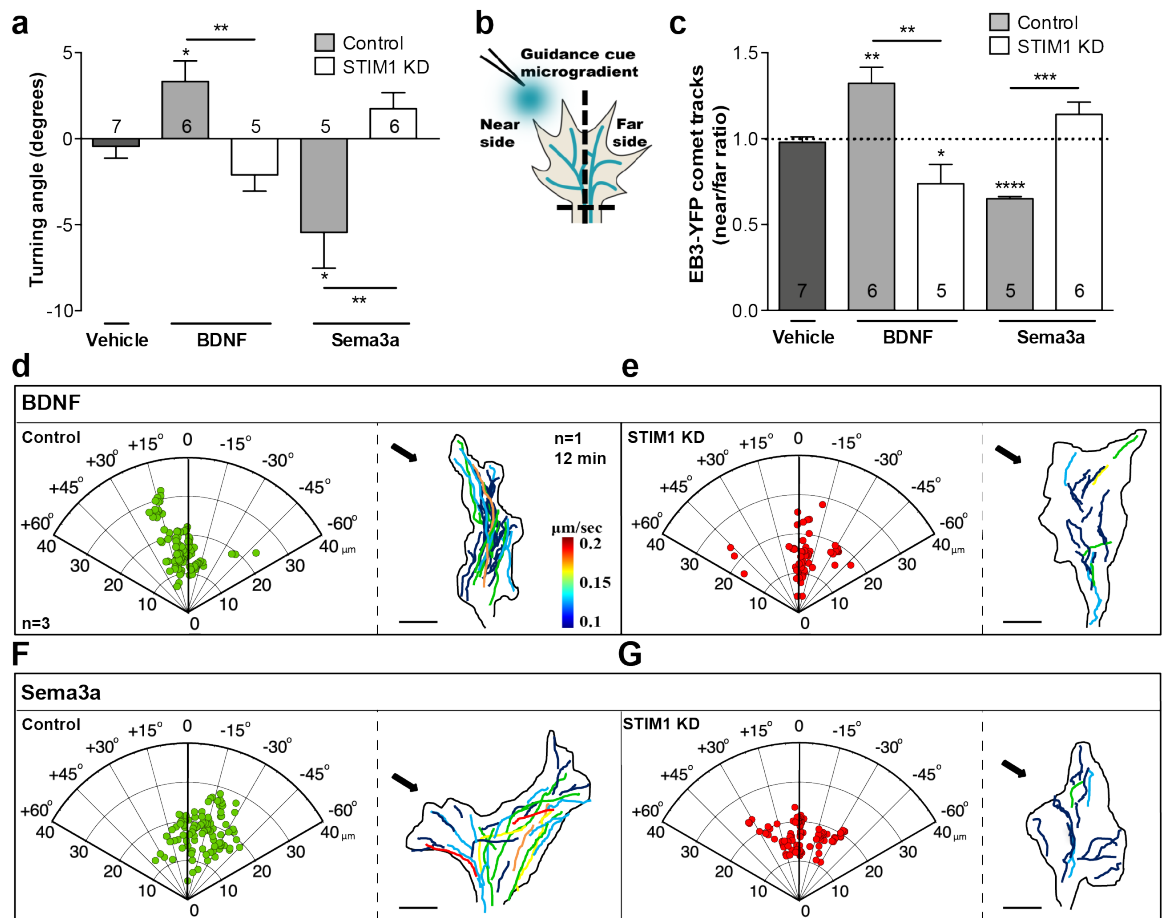 a
**
*
Control
STIM1 KD
5
0
-5
-10
Turning angle (degrees)
7
6
5
5
6
*
**
Vehicle
BDNF
Sema3a
b
Guidance cue
microgradient
Near
side
Far
side
c
Control
STIM1 KD
**
**
***
*
****
1.5
1.0
0.5
0.0
EB3-YFP comet tracks
(near/far ratio)
7
6
5
5
6
Vehicle
BDNF
Sema3a
d
e
BDNF
Control
+60° +45° +30° +15° 0 -15° -30° -45° -60°
40 30 20 10 0 10 20 30 40 µm
n=3
n=1
12 min
µm/sec
0.2
0.15
0.1
STIM1 KD
+60° +45° +30° +15° 0 -15° -30° -45° -60°
40 30 20 10 0 10 20 30 40 µm
F
G
Sema3a
Control
+60° +45° +30° +15° 0 -15° -30° -45° -60°
40 30 20 10 0 10 20 30 40 µm
STIM1 KD
+60° +45° +30° +15° 0 -15° -30° -45° -60°
40 30 20 10 0 10 20 30 40 µm